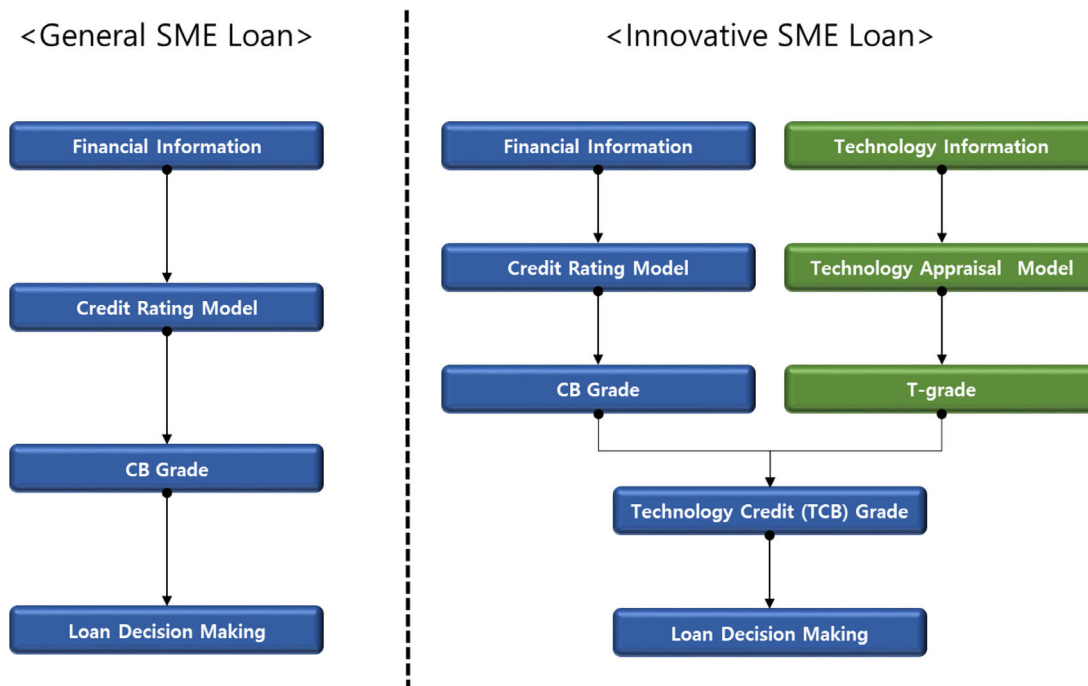 <General SME Loan>
Financial Information
Credit Rating Model
CB Grade
Loan Decision Making
<Innovative SME Loan>
Financial Information
Technology Information
Credit Rating Model
Technology Appraisal Model
CB Grade
T-grade
Technology Credit (TCB) Grade
Loan Decision Making